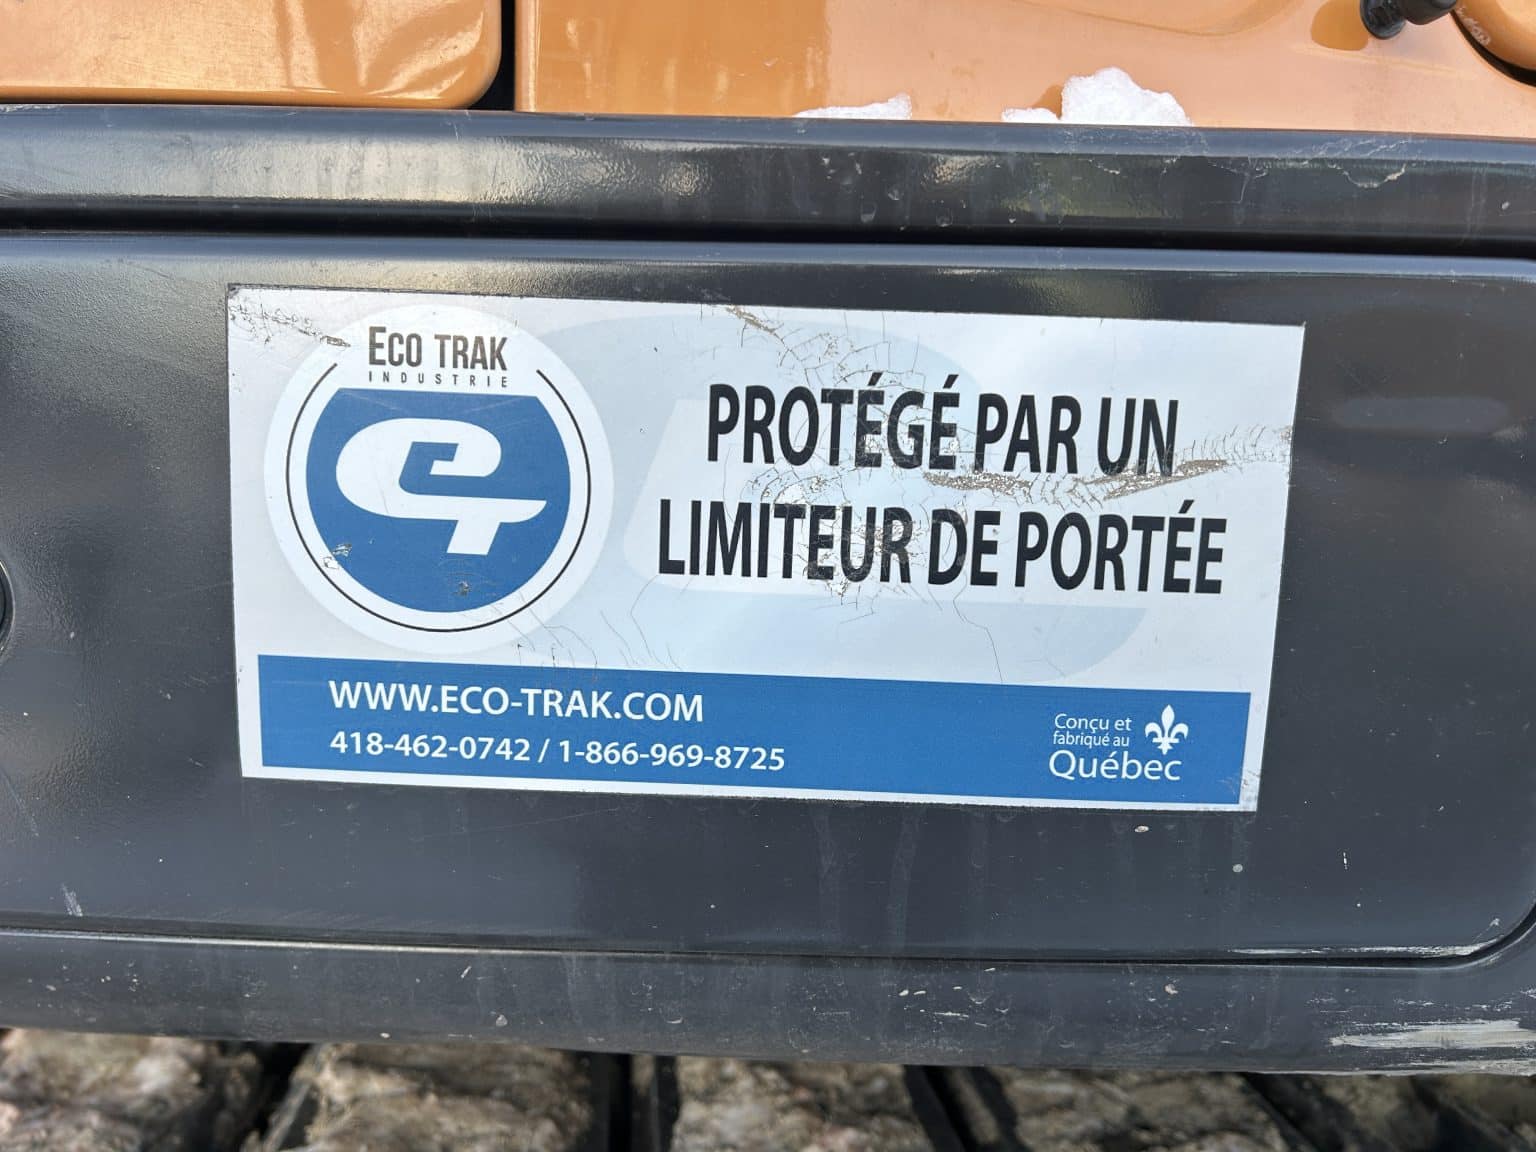 ECO TRAK
INDUSTRIE
PROTÉGÉ PAR UN
LIMITEUR DE PORTÉE
WWW.ECO-TRAK.COM
418-462-0742 / 1-866-969-8725
Conçu et
fabriqué au
Québec